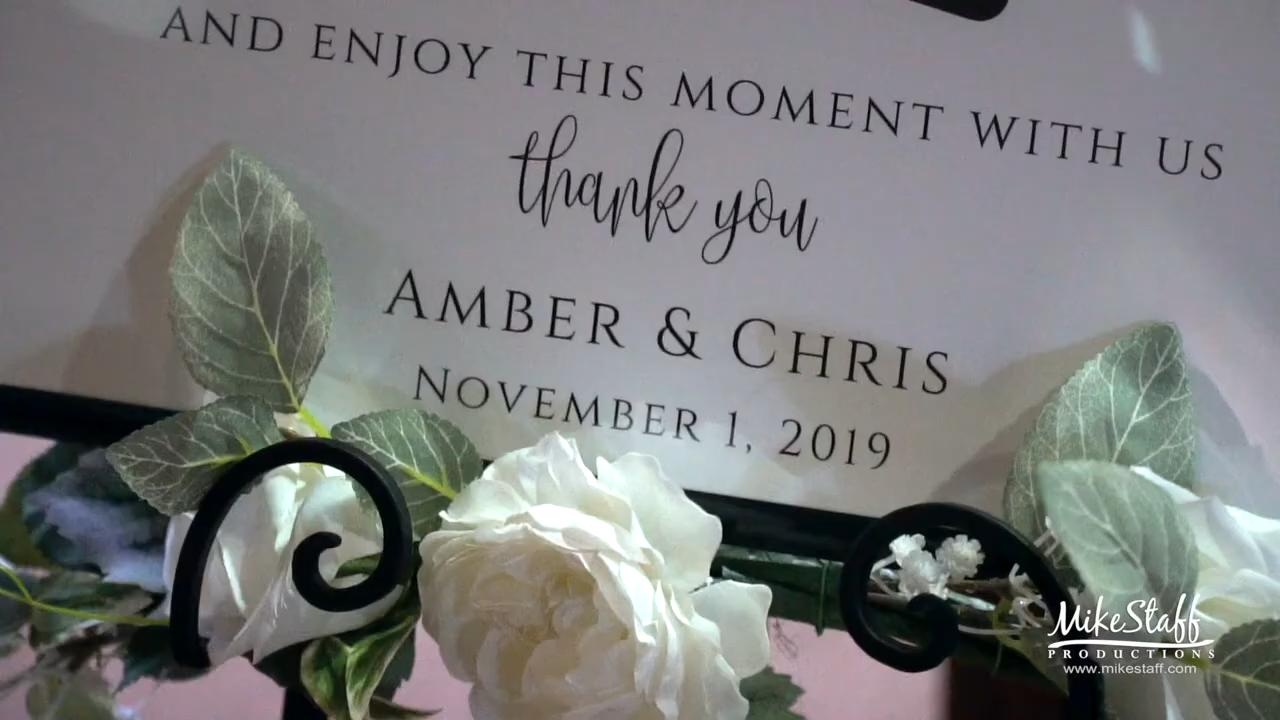 AND ENJOY THIS MOMENT WITH US
thank you
AMBER & CHRIS
NOVEMBER 1, 2019
MikeStaff
PRODUCTIONS
www.mikestaff.com